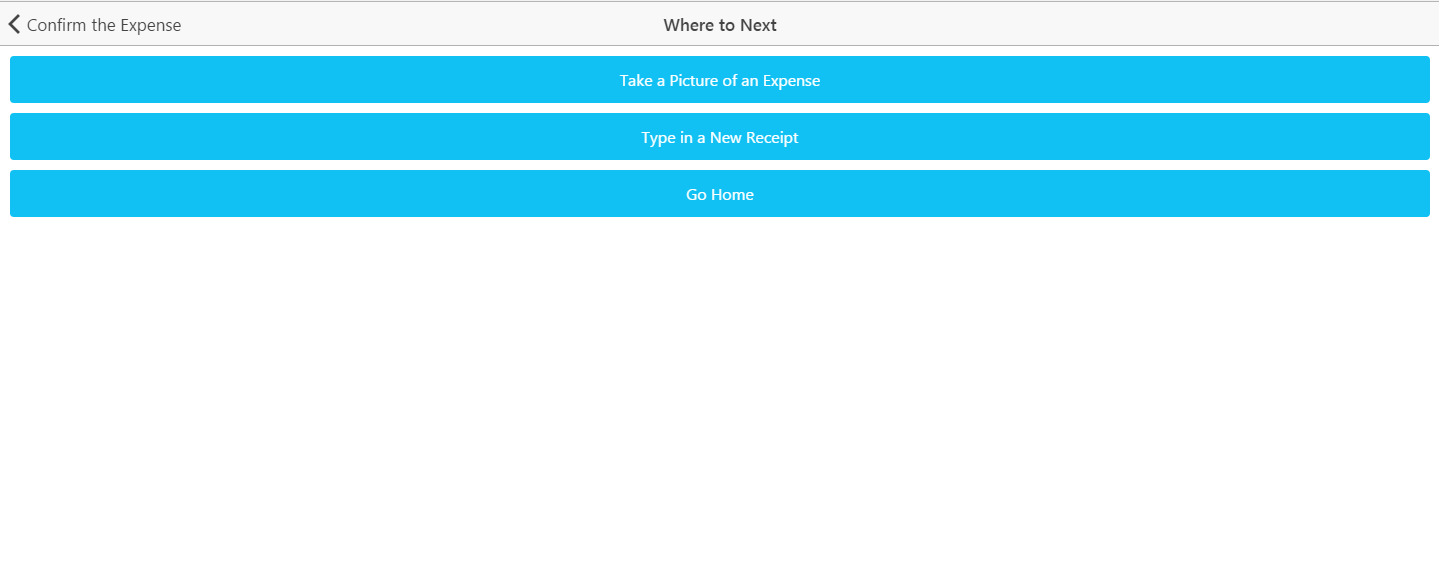 Confirm the Expense
Where to Next
Take a Picture of an Expense
Type in a New Receipt
Go Home